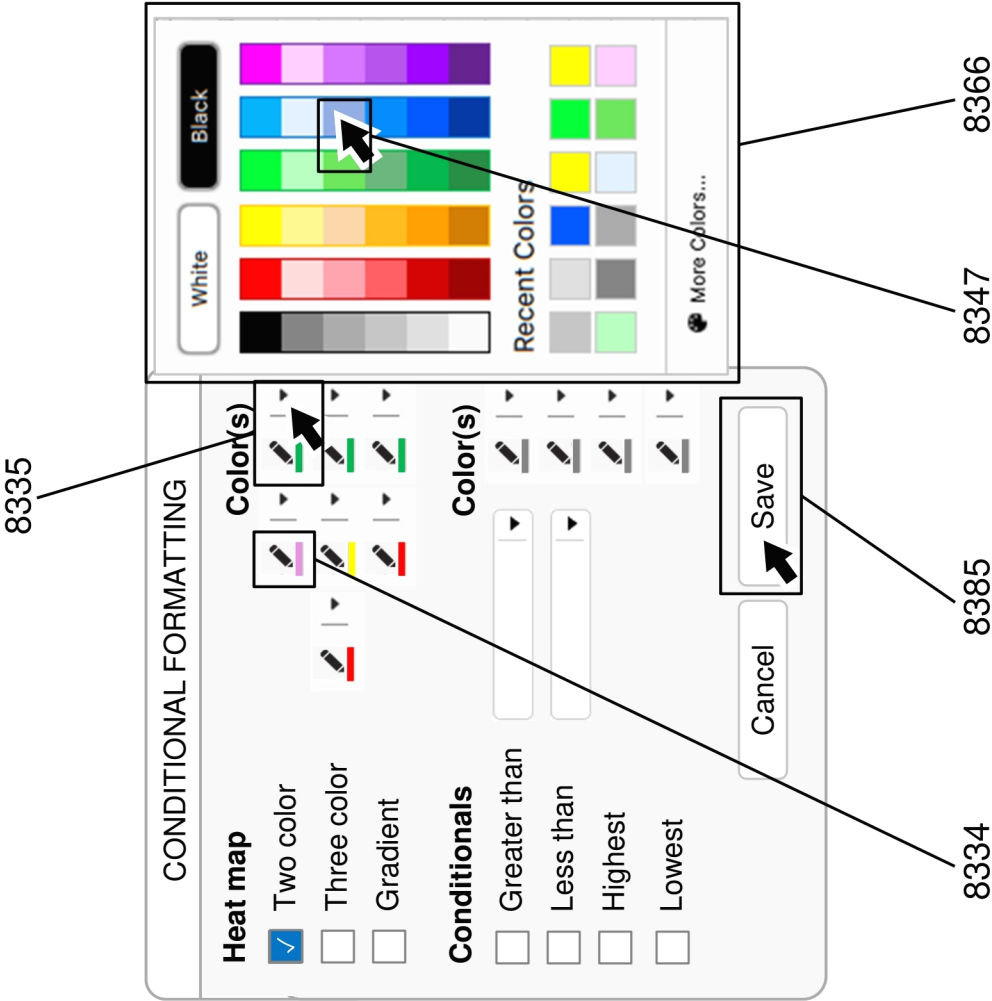 8335
CONDITIONAL FORMATTING
Heat map
Color(s)
Two color
Three color
Gradient
Conditionals
Color(s)
Greater than
Less than
Highest
Lowest
Cancel
Save
White
Black
Recent Colors
More Colors...
8334
8385
8347
8366